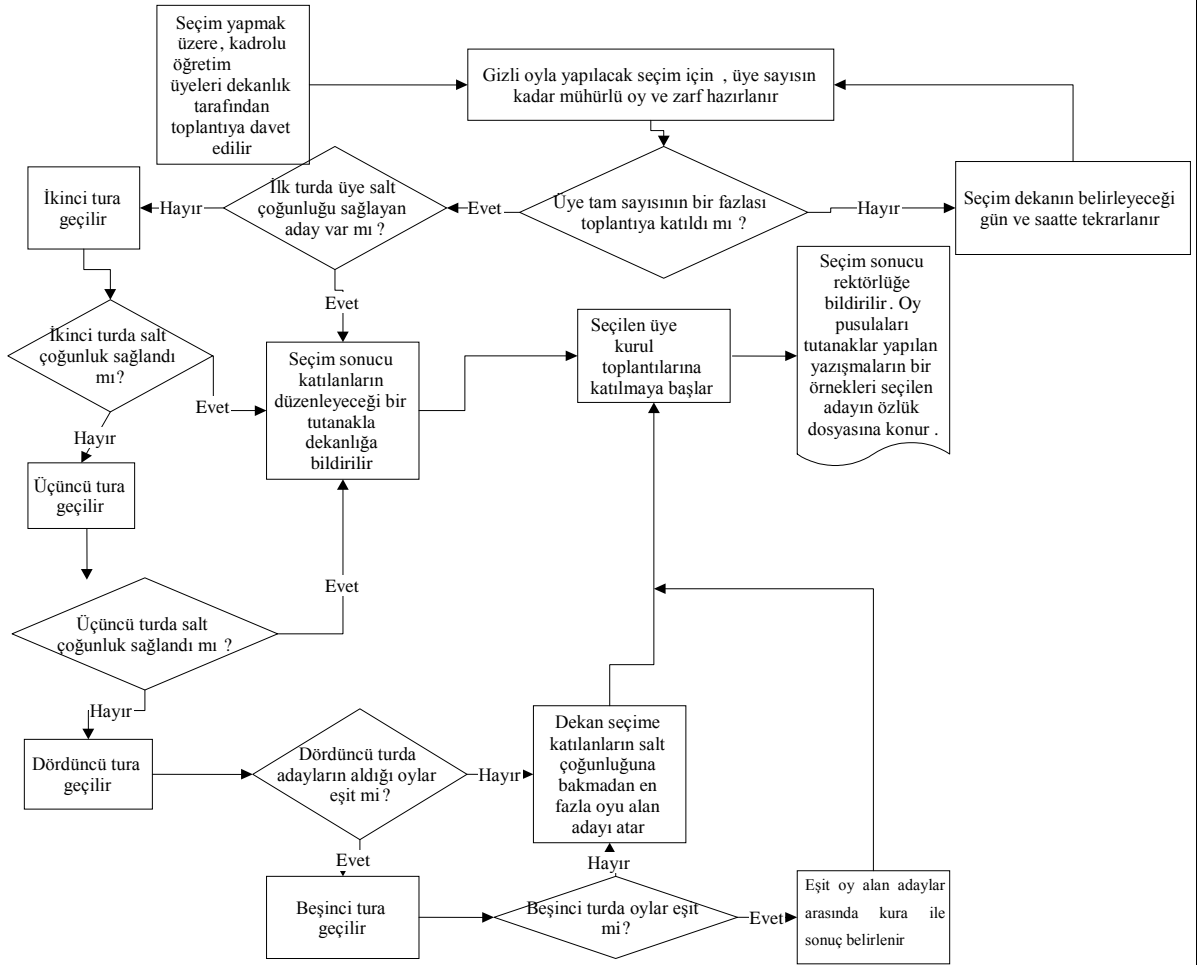 Seçim yapmak
üzere, kadrolu
öğretim
üyeleri dekanlık
tarafından
toplantıya davet
edilir
Gizli oyla yapılacak seçim için , üye sayısın
kadar mühürlü oy ve zarf hazırlanır
Üye tam sayısının bir fazlası
toplantıya katıldı mı ?
Hayır
Seçim dekanın belirleyeceği
gün ve saatte tekrarlanır
Evet
İlk turda üye salt
çoğunluğu sağlayan
aday var mı ?
Hayır
İkinci tura
geçilir
Evet
İkinci turda salt
çoğunluk sağlandı
mı?
Evet
Seçim sonucu
katılanların
düzenleyeceği bir
tutanakla
dekanlığa
bildirilir
Seçilen üye
kurul
toplantılarına
katılmaya başlar
Seçim sonucu
rektörlüğe
bildirilir. Oy
pusulaları
tutanaklar yapılan
yazışmaların bir
örnekleri seçilen
adayın özlük
dosyasına konur .
Hayır
Üçüncü tura
geçilir
Üçüncü turda salt
çoğunluk sağlandı mı ?
Evet
Hayır
Dördüncü tura
geçilir
Dördüncü turda
adayların aldığı oylar
eşit mi?
Hayır
Dekan seçime
katılanların salt
çoğunluğuna
bakmadan en
fazla oyu alan
adayı atar
Evet
Beşinci tura
geçilir
Beşinci turda oylar eşit
mi?
Hayır
Evet
Eşit oy alan adaylar
arasında kura ile
sonuç belirlenir